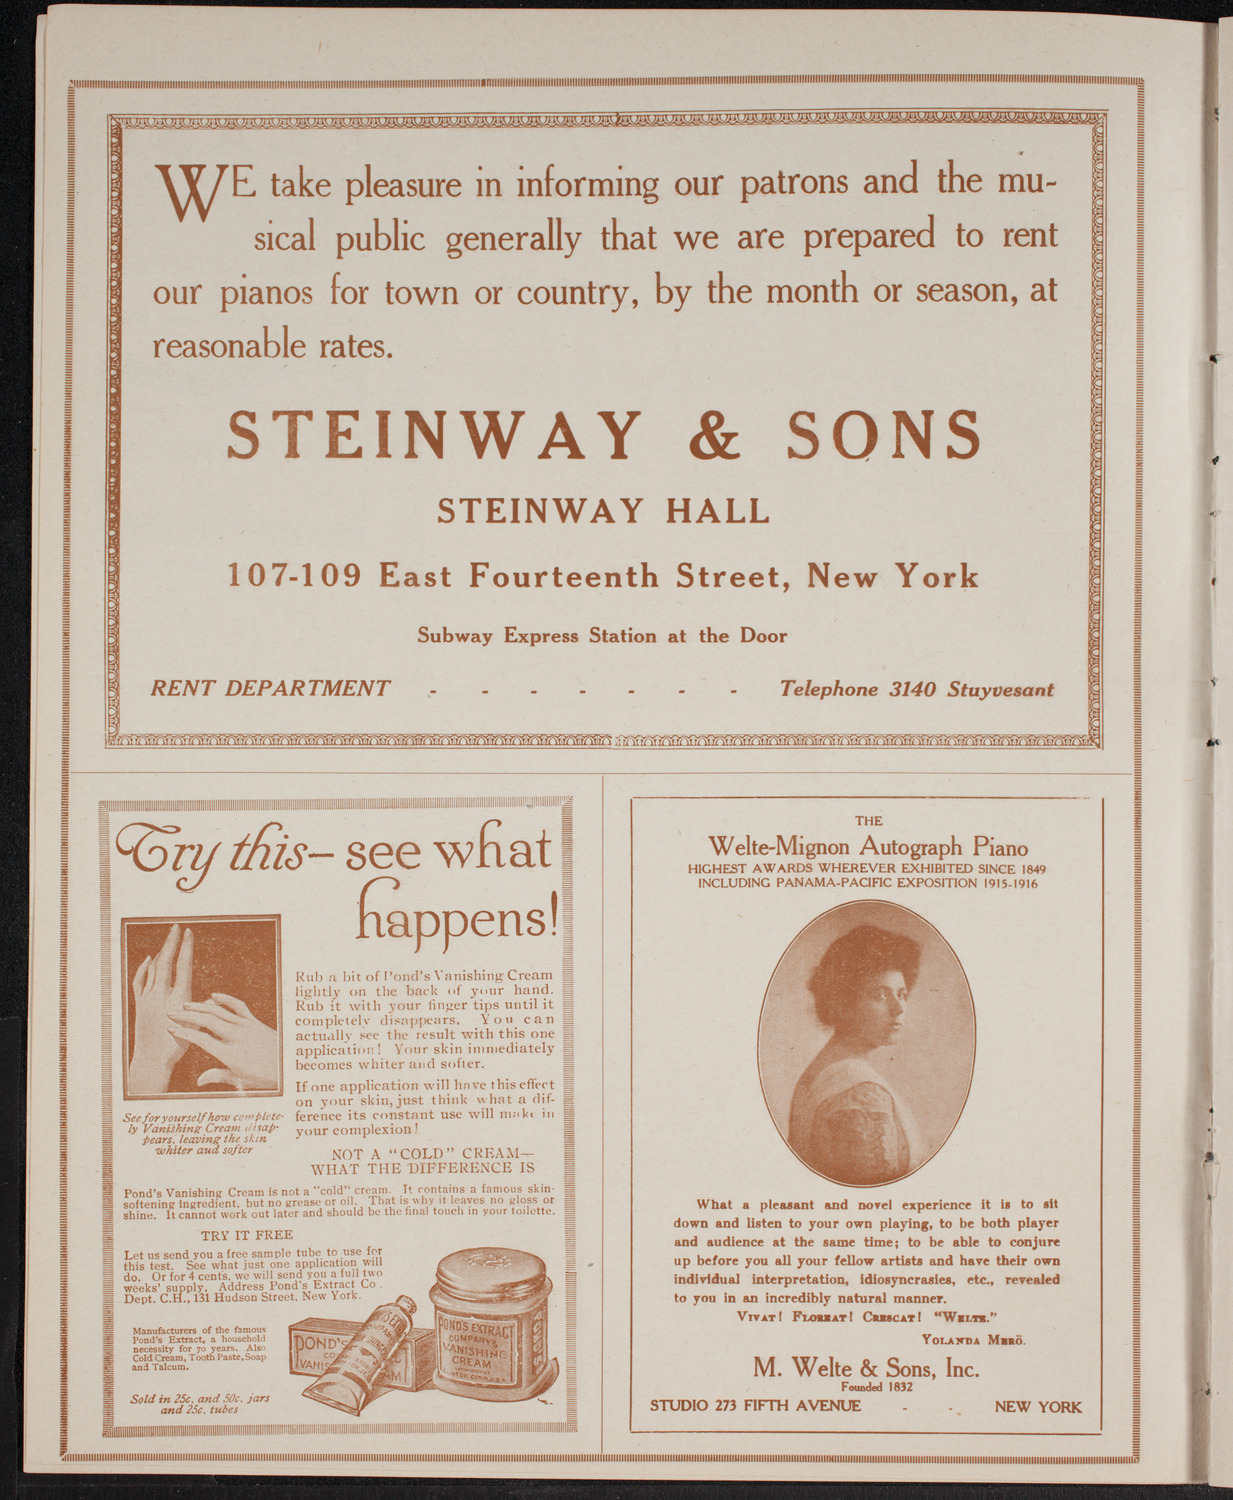 WE take pleasure in informing our patrons and the mu-
sical public generally that we are prepared to rent
our pianos for town or country, by the month or season, at
reasonable rates.
STEINWAY & SONS
STEINWAY HALL
107-109 East Fourteenth Street, New York
Subway Express Station at the Door
RENT DEPARTMENT - - - - - - - Telephone 3140 Stuyvesant
Try this—see what
happens!
Rub a bit of Pond's Vanishing Cream
lightly on the back of your hand.
Rub it with your finger tips until it
completely disappears. You can
actually see the result with this one
application! Your skin immediately
becomes whiter and softer.
If one application will have this effect
on your skin, just think what a dif-
ference its constant use will make in
your complexion!
See for yourself how complete-
ly Vanishing Cream disap-
pears, leaving the skin
whiter and softer
NOT A "COLD" CREAM—
WHAT THE DIFFERENCE IS
Pond's Vanishing Cream is not a "cold" cream. It contains a famous skin-
softening ingredient, but no grease or oil. That is why it leaves no gloss or
shine. It cannot work out later and should be the final touch in your toilette.
TRY IT FREE
Let us send you a free sample tube to use for
this test. See what just one application will
do. Or for 4 cents, we will send you a full two
weeks' supply. Address Pond's Extract Co.
Dept. C.H., 131 Hudson Street, New York.
Manufacturers of the famous
Pond's Extract, a household
necessity for 70 years. Also
Cold Cream, Tooth Paste, Soap
and Talcum.
Sold in 25c. and 50c. jars
and 25c. tubes
POND'S
POND'S EXTRACT
COMPANY'S
VANISHING
CREAM
THE
Welte-Mignon Autograph Piano
HIGHEST AWARDS WHEREVER EXHIBITED SINCE 1849
INCLUDING PANAMA-PACIFIC EXPOSITION 1915-1916
What a pleasant and novel experience it is to sit
down and listen to your own playing, to be both player
and audience at the same time; to be able to conjure
up before you all your fellow artists and have their own
individual interpretation, idiosyncrasies, etc., revealed
to you in an incredibly natural manner.
VIVAT! FLOREAT! CRESCAT! "WELTE."
YOLANDA MERÖ.
M. Welte & Sons, Inc.
Founded 1832
STUDIO 273 FIFTH AVENUE - - NEW YORK